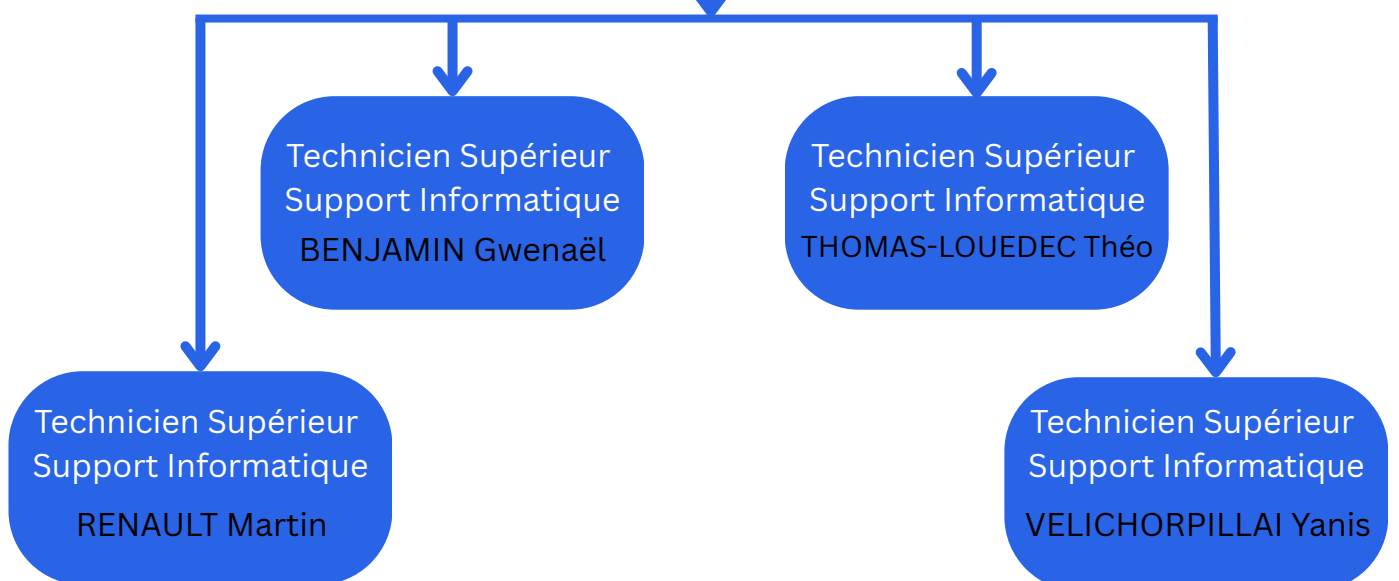 Technicien Supérieur
Support Informatique
BENJAMIN Gwenaël
Technicien Supérieur
Support Informatique
THOMAS-LOUEDEC Théo
Technicien Supérieur
Support Informatique
RENAULT Martin
Technicien Supérieur
Support Informatique
VELICHORPILLAI Yanis